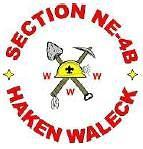 SECTION NE-4B
W W
W
HAKEN WALECK